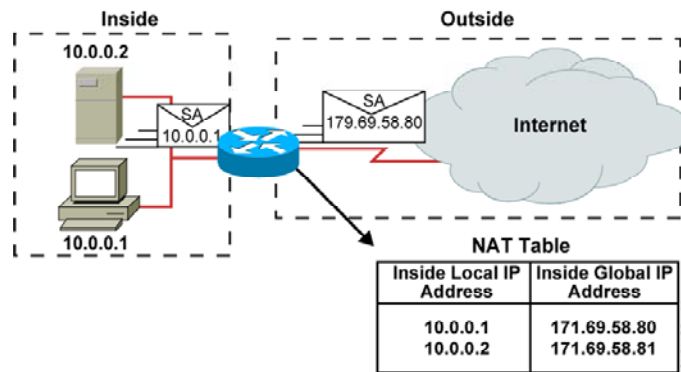 Inside
Outside
10.0.0.2
SA
10.0.0.1
SA
179.69.58.80
Internet
10.0.0.1
NAT Table
Inside Local IP Address
Inside Global IP Address
10.0.0.1 171.69.58.80
10.0.0.2 171.69.58.81